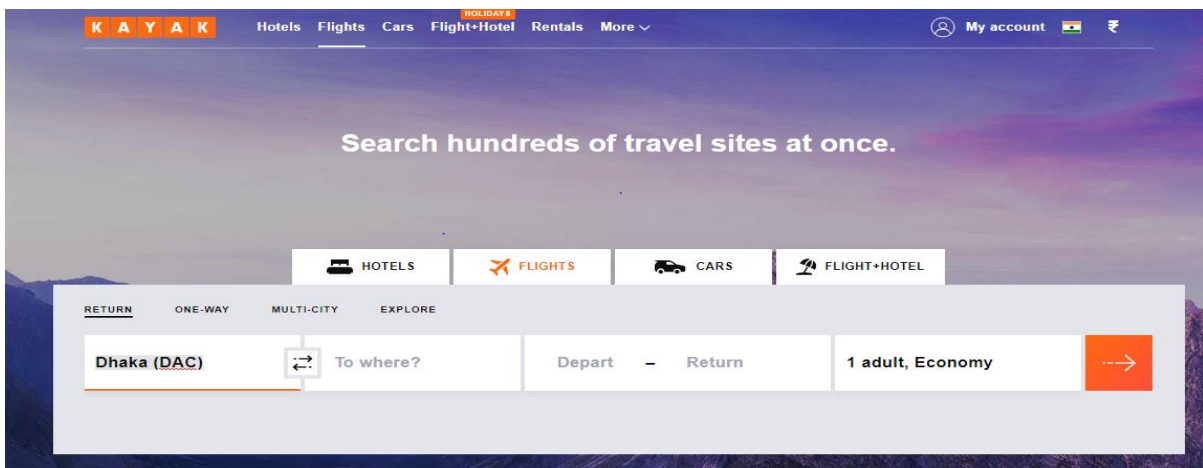 HOLIDAYS
KAYAK Hotels Flights Cars Flight+Hotel Rentals More My account ₹
Search hundreds of travel sites at once.
HOTELS FLIGHTS CARS FLIGHT+HOTEL
RETURN ONE-WAY MULTI-CITY EXPLORE
Dhaka (DAC) To where? Depart – Return 1 adult, Economy